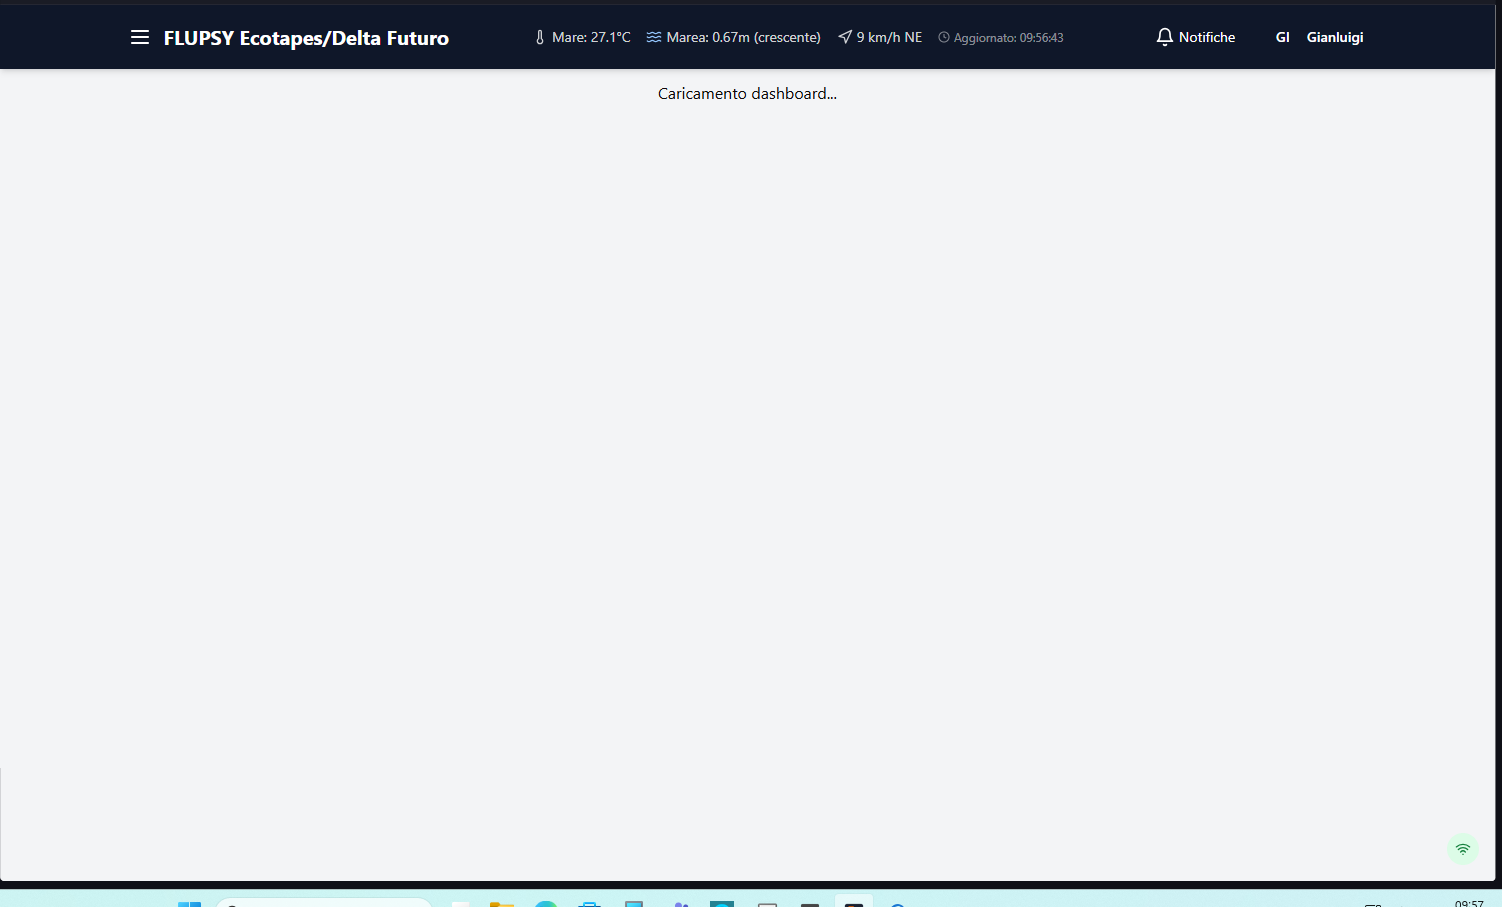 FLUPSY Ecotapes/Delta Futuro
Mare: 27.1°C
Marea: 0.67m (crescente)
9 km/h NE
Aggiornato: 09:56:43
Notifiche
GI
Gianluigi
Caricamento dashboard...
09:57